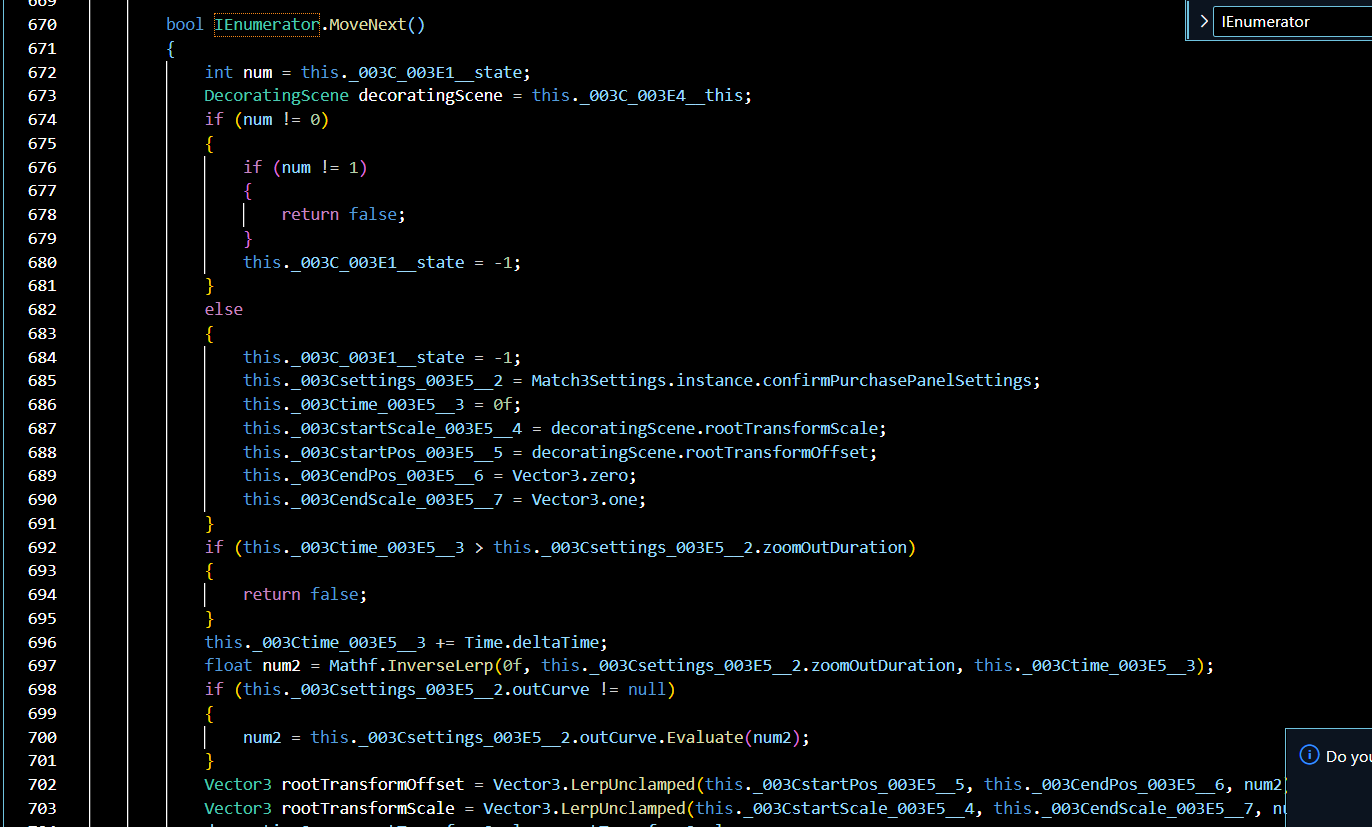 669
670 bool IEnumerator.MoveNext()
671 {
672 int num = this._003C_003E1__state;
673 DecoratingScene decoratingScene = this._003C_003E4__this;
674 if (num != 0)
675 {
676 if (num != 1)
677 {
678 return false;
679 }
680 this._003C_003E1__state = -1;
681 }
682 else
683 {
684 this._003C_003E1__state = -1;
685 this._003Csettings_003E5__2 = Match3Settings.instance.confirmPurchasePanelSettings;
686 this._003Ctime_003E5__3 = 0f;
687 this._003CstartScale_003E5__4 = decoratingScene.rootTransformScale;
688 this._003CstartPos_003E5__5 = decoratingScene.rootTransformOffset;
689 this._003CendPos_003E5__6 = Vector3.zero;
690 this._003CendScale_003E5__7 = Vector3.one;
691 }
692 if (this._003Ctime_003E5__3 > this._003Csettings_003E5__2.zoomOutDuration)
693 {
694 return false;
695 }
696 this._003Ctime_003E5__3 += Time.deltaTime;
697 float num2 = Mathf.InverseLerp(0f, this._003Csettings_003E5__2.zoomOutDuration, this._003Ctime_003E5__3);
698 if (this._003Csettings_003E5__2.outCurve != null)
699 {
700 num2 = this._003Csettings_003E5__2.outCurve.Evaluate(num2);
701 }
702 Vector3 rootTransformOffset = Vector3.LerpUnclamped(this._003CstartPos_003E5__5, this._003CendPos_003E5__6, num2
703 Vector3 rootTransformScale = Vector3.LerpUnclamped(this._003CstartScale_003E5__4, this._003CendScale_003E5__7,
IEnumerator
Do